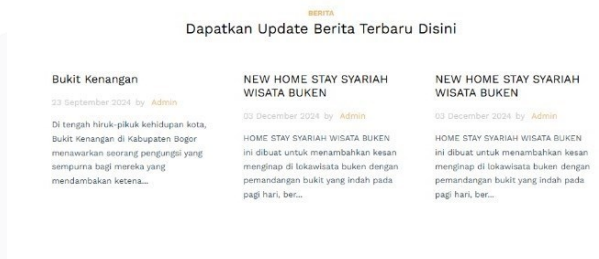 BERITA
Dapatkan Update Berita Terbaru Disini
Bukit Kenangan
23 September 2024 by Admin
Di tengah hiruk-pikuk kehidupan kota,
Bukit Kenangan di Kabupaten Bogor
menawarkan seorang pengungsi yang
sempurna bagi mereka yang
mendambakan ketena...
NEW HOME STAY SYARIAH
WISATA BUKEN
03 December 2024 by Admin
HOME STAY SYARIAH WISATA BUKEN
ini dibuat untuk menambahkan kesan
menginap di lokawisata buken dengan
pemandangan bukit yang indah pada
pagi hari, ber...
NEW HOME STAY SYARIAH
WISATA BUKEN
03 December 2024 by Admin
HOME STAY SYARIAH WISATA BUKEN
ini dibuat untuk menambahkan kesan
menginap di lokawisata buken dengan
pemandangan bukit yang indah pada
pagi hari, ber...